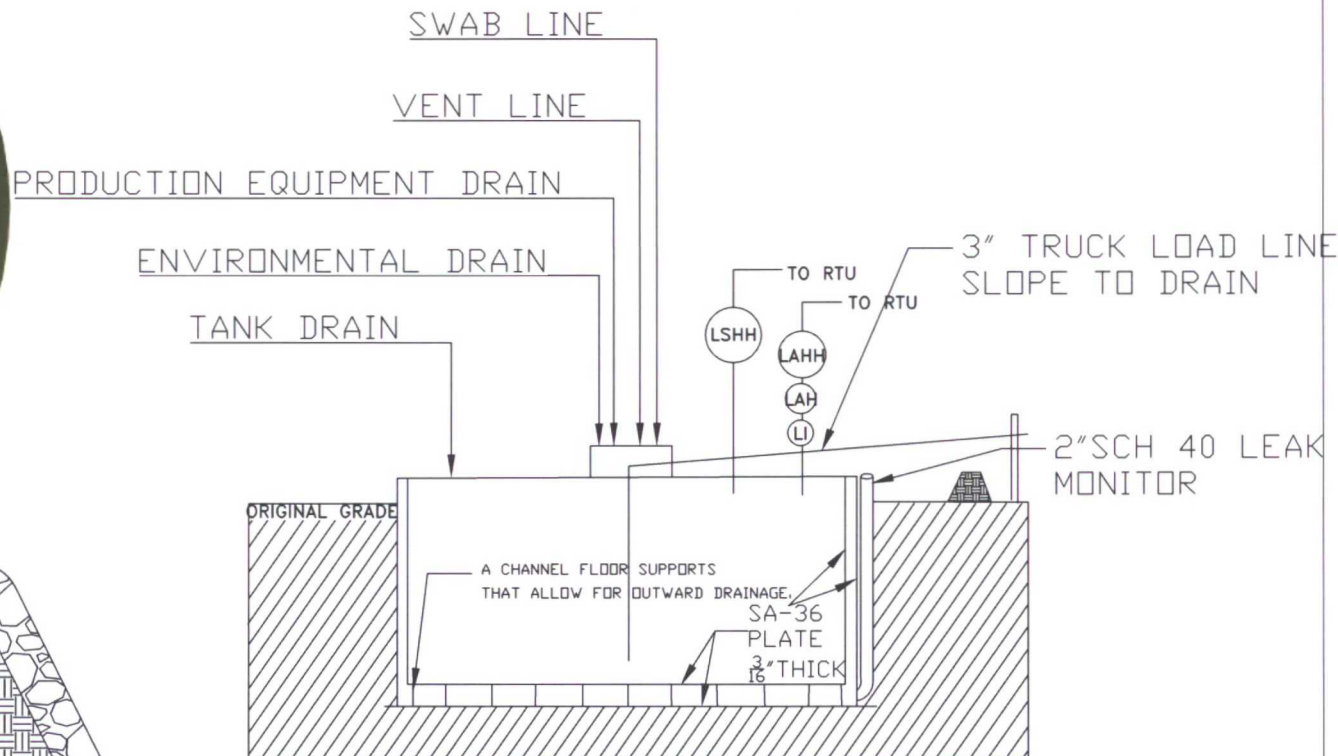 SWAB LINE
VENT LINE
PRODUCTION EQUIPMENT DRAIN
ENVIRONMENTAL DRAIN
TANK DRAIN
3" TRUCK LOAD LINE
SLOPE TO DRAIN
TO RTU
TO RTU
LSHH
LAHH
LAH
LI
2"SCH 40 LEAK
MONITOR
ORIGINAL GRADE
A CHANNEL FLOOR SUPPORTS
THAT ALLOW FOR OUTWARD DRAINAGE.
SA-36
PLATE
3/16" THICK